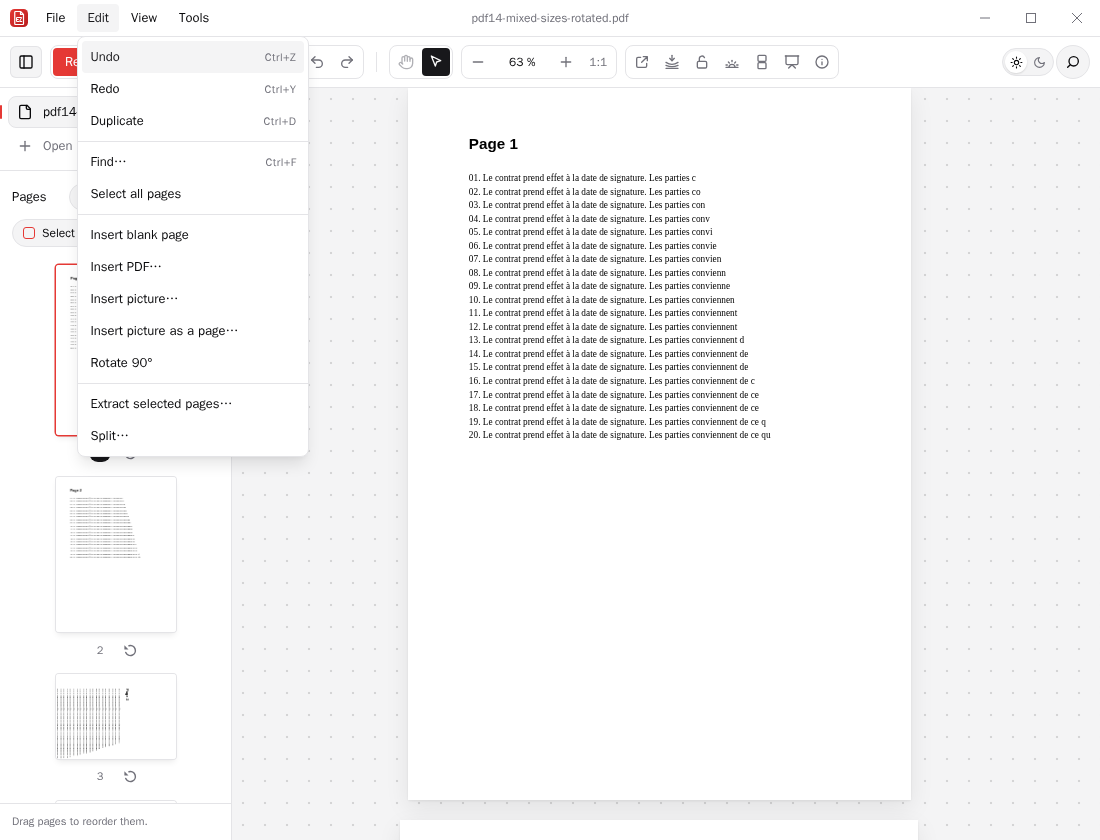 File Edit View Tools
pdf14-mixed-sizes-rotated.pdf
63 % 1:1
Undo Ctrl+Z
Redo Ctrl+Y
Duplicate Ctrl+D
Find… Ctrl+F
Select all pages
Insert blank page
Insert PDF…
Insert picture…
Insert picture as a page…
Rotate 90°
Extract selected pages…
Split…
pdf14-
Open
Pages
Select
2
3
Drag pages to reorder them.
Page 1
01. Le contrat prend effet à la date de signature. Les parties c
02. Le contrat prend effet à la date de signature. Les parties co
03. Le contrat prend effet à la date de signature. Les parties con
04. Le contrat prend effet à la date de signature. Les parties conv
05. Le contrat prend effet à la date de signature. Les parties convi
06. Le contrat prend effet à la date de signature. Les parties convie
07. Le contrat prend effet à la date de signature. Les parties convien
08. Le contrat prend effet à la date de signature. Les parties convienn
09. Le contrat prend effet à la date de signature. Les parties convienne
10. Le contrat prend effet à la date de signature. Les parties conviennen
11. Le contrat prend effet à la date de signature. Les parties conviennent
12. Le contrat prend effet à la date de signature. Les parties conviennent
13. Le contrat prend effet à la date de signature. Les parties conviennent d
14. Le contrat prend effet à la date de signature. Les parties conviennent de
15. Le contrat prend effet à la date de signature. Les parties conviennent de
16. Le contrat prend effet à la date de signature. Les parties conviennent de c
17. Le contrat prend effet à la date de signature. Les parties conviennent de ce
18. Le contrat prend effet à la date de signature. Les parties conviennent de ce
19. Le contrat prend effet à la date de signature. Les parties conviennent de ce q
20. Le contrat prend effet à la date de signature. Les parties conviennent de ce qu